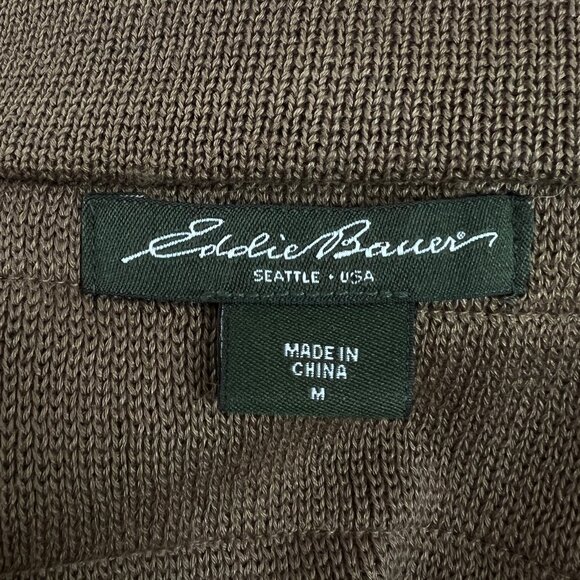 Eddie Bauer®
SEATTLE • USA
MADE IN
CHINA
M